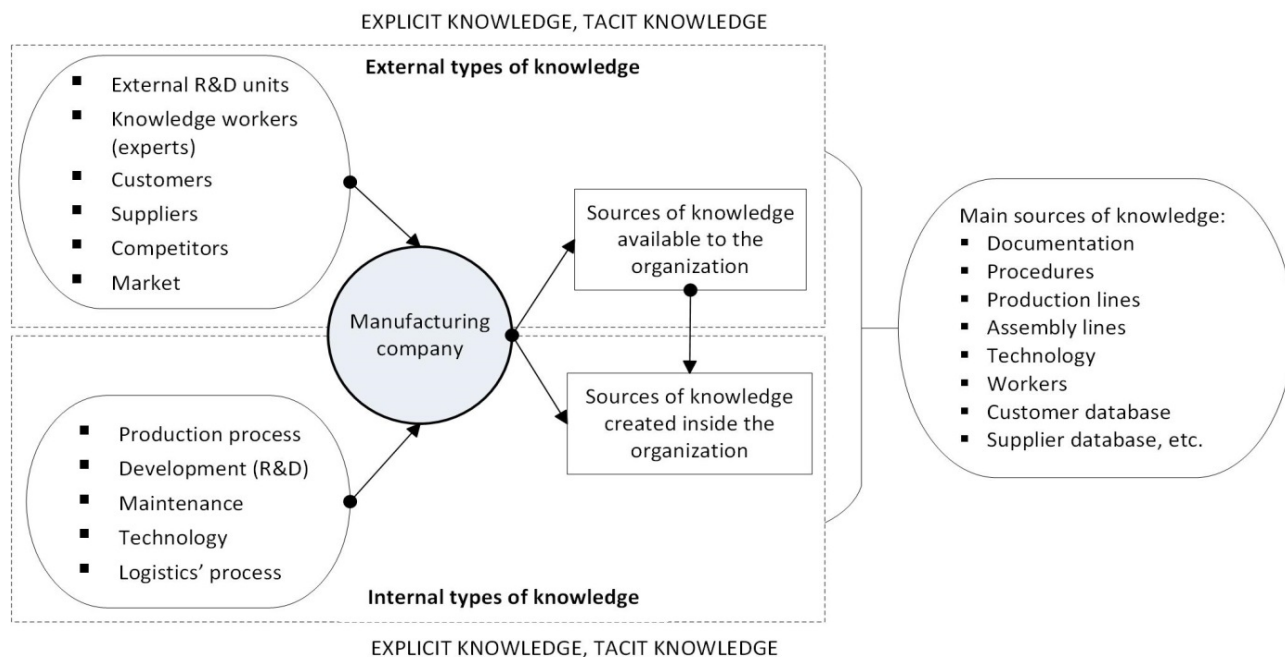 EXPLICIT KNOWLEDGE, TACIT KNOWLEDGE
External types of knowledge
▪ External R&D units
▪ Knowledge workers
(experts)
▪ Customers
▪ Suppliers
▪ Competitors
▪ Market
Manufacturing
company
Sources of knowledge
available to the
organization
Sources of knowledge
created inside the
organization
▪ Production process
▪ Development (R&D)
▪ Maintenance
▪ Technology
▪ Logistics’ process
Internal types of knowledge
EXPLICIT KNOWLEDGE, TACIT KNOWLEDGE
Main sources of knowledge:
▪ Documentation
▪ Procedures
▪ Production lines
▪ Assembly lines
▪ Technology
▪ Workers
▪ Customer database
▪ Supplier database, etc.